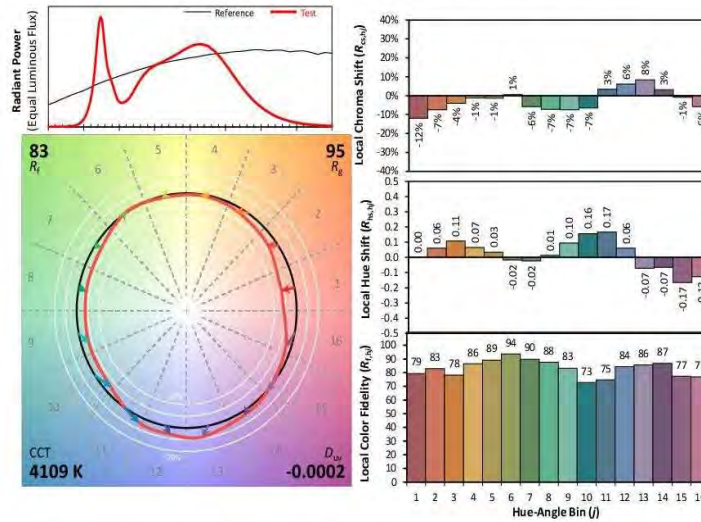 Reference Test
Radiant Power
(Equal Luminous Flux)
83
Rf
95
Rg
1
2
3
4
5
6
7
8
9
10
12
13
16
CCT
4109 K
Duv
-0.0002
Local Chroma Shift (Rcs,hj)
40%
30%
20%
10%
0%
-10%
-20%
-30%
-40%
-12% -7% -4% -1% -1% 1% -6% -7% -7% -7% 3% 6% 8% 3% -1%
Local Hue Shift (Rhs,hj)
0.5
0.4
0.3
0.2
0.1
0.0
-0.1
-0.2
-0.3
-0.4
-0.5
0.00 0.06 0.11 0.07 0.03 -0.02 -0.02 0.01 0.10 0.16 0.17 0.06 -0.07 -0.07 -0.17
Local Color Fidelity (Rf,hj)
100
90
80
70
60
50
40
30
20
10
0
79 83 78 86 89 94 90 88 83 73 75 84 86 87 77
1 2 3 4 5 6 7 8 9 10 11 12 13 14 15
Hue-Angle Bin (j)